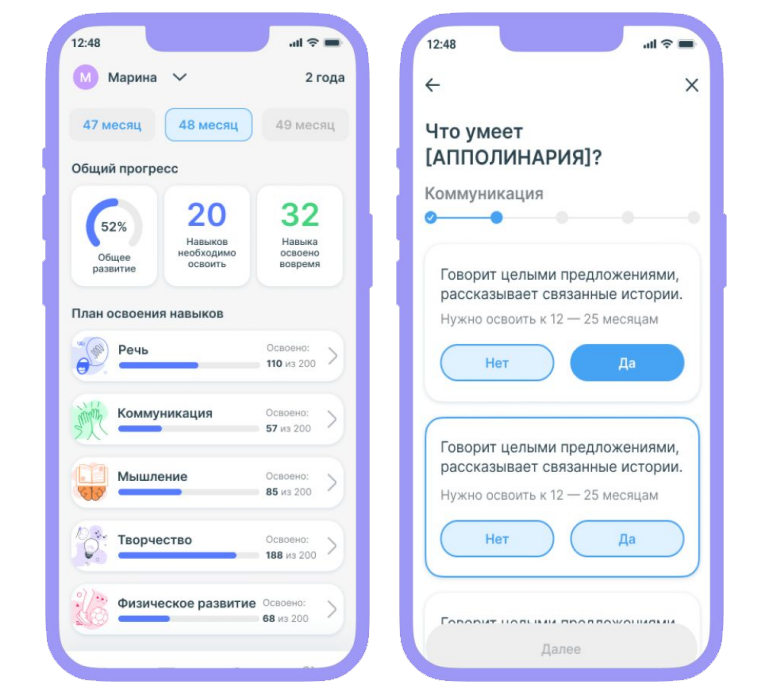 12:48
М Марина
2 года
47 месяц
48 месяц
49 месяц
Общий прогресс
52%
Общее
развитие
20
Навыков
необходимо
освоить
32
Навыка
освоено
вовремя
План освоения навыков
Речь
Освоено:
110 из 200
Коммуникация
Освоено:
57 из 200
Мышление
Освоено:
85 из 200
Творчество
Освоено:
188 из 200
Физическое развитие
Освоено:
68 из 200
12:48
Что умеет
[АППОЛИНАРИЯ]?
Коммуникация
Говорит целыми предложениями,
рассказывает связанные истории.
Нужно освоить к 12 — 25 месяцам
Нет
Да
Говорит целыми предложениями,
рассказывает связанные истории.
Нужно освоить к 12 — 25 месяцам
Нет
Да
Говорит целыми предложениями,
Далее